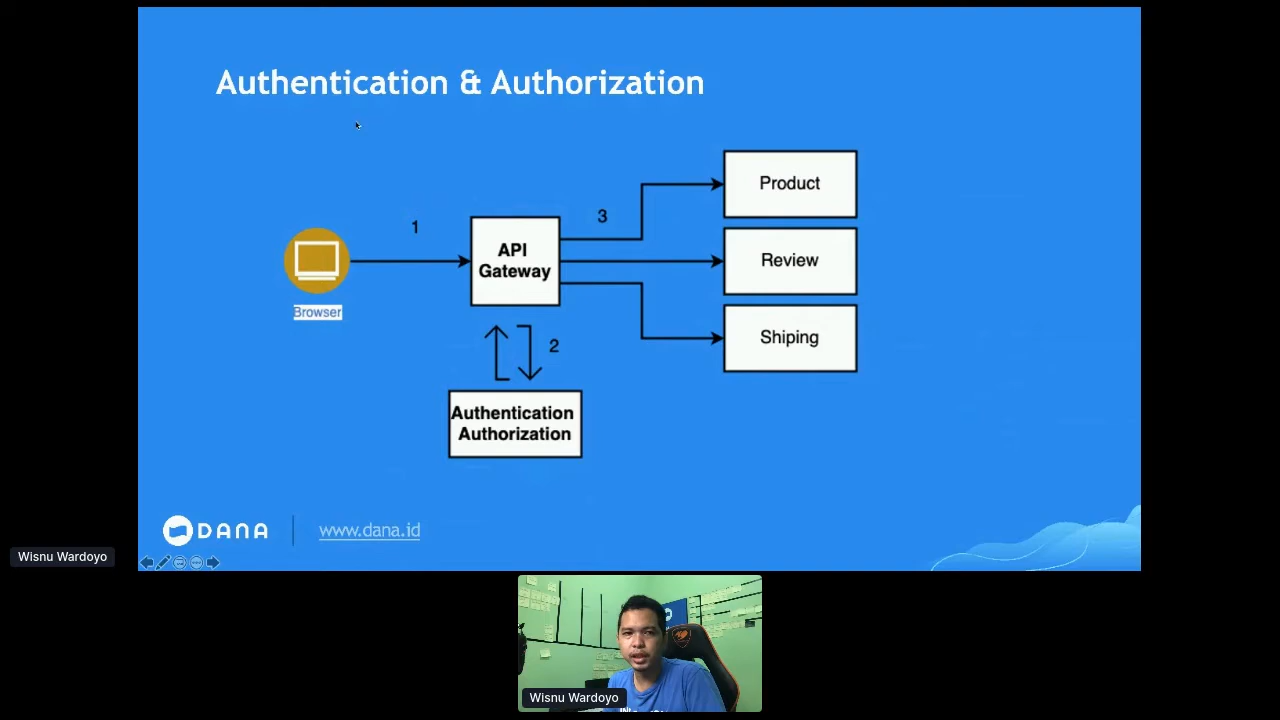 Authentication & Authorization
1
3
Product
API
Gateway
Review
Browser
Shiping
2
Authentication
Authorization
DANA
www.dana.id
Wisnu Wardoyo
Wisnu Wardoyo